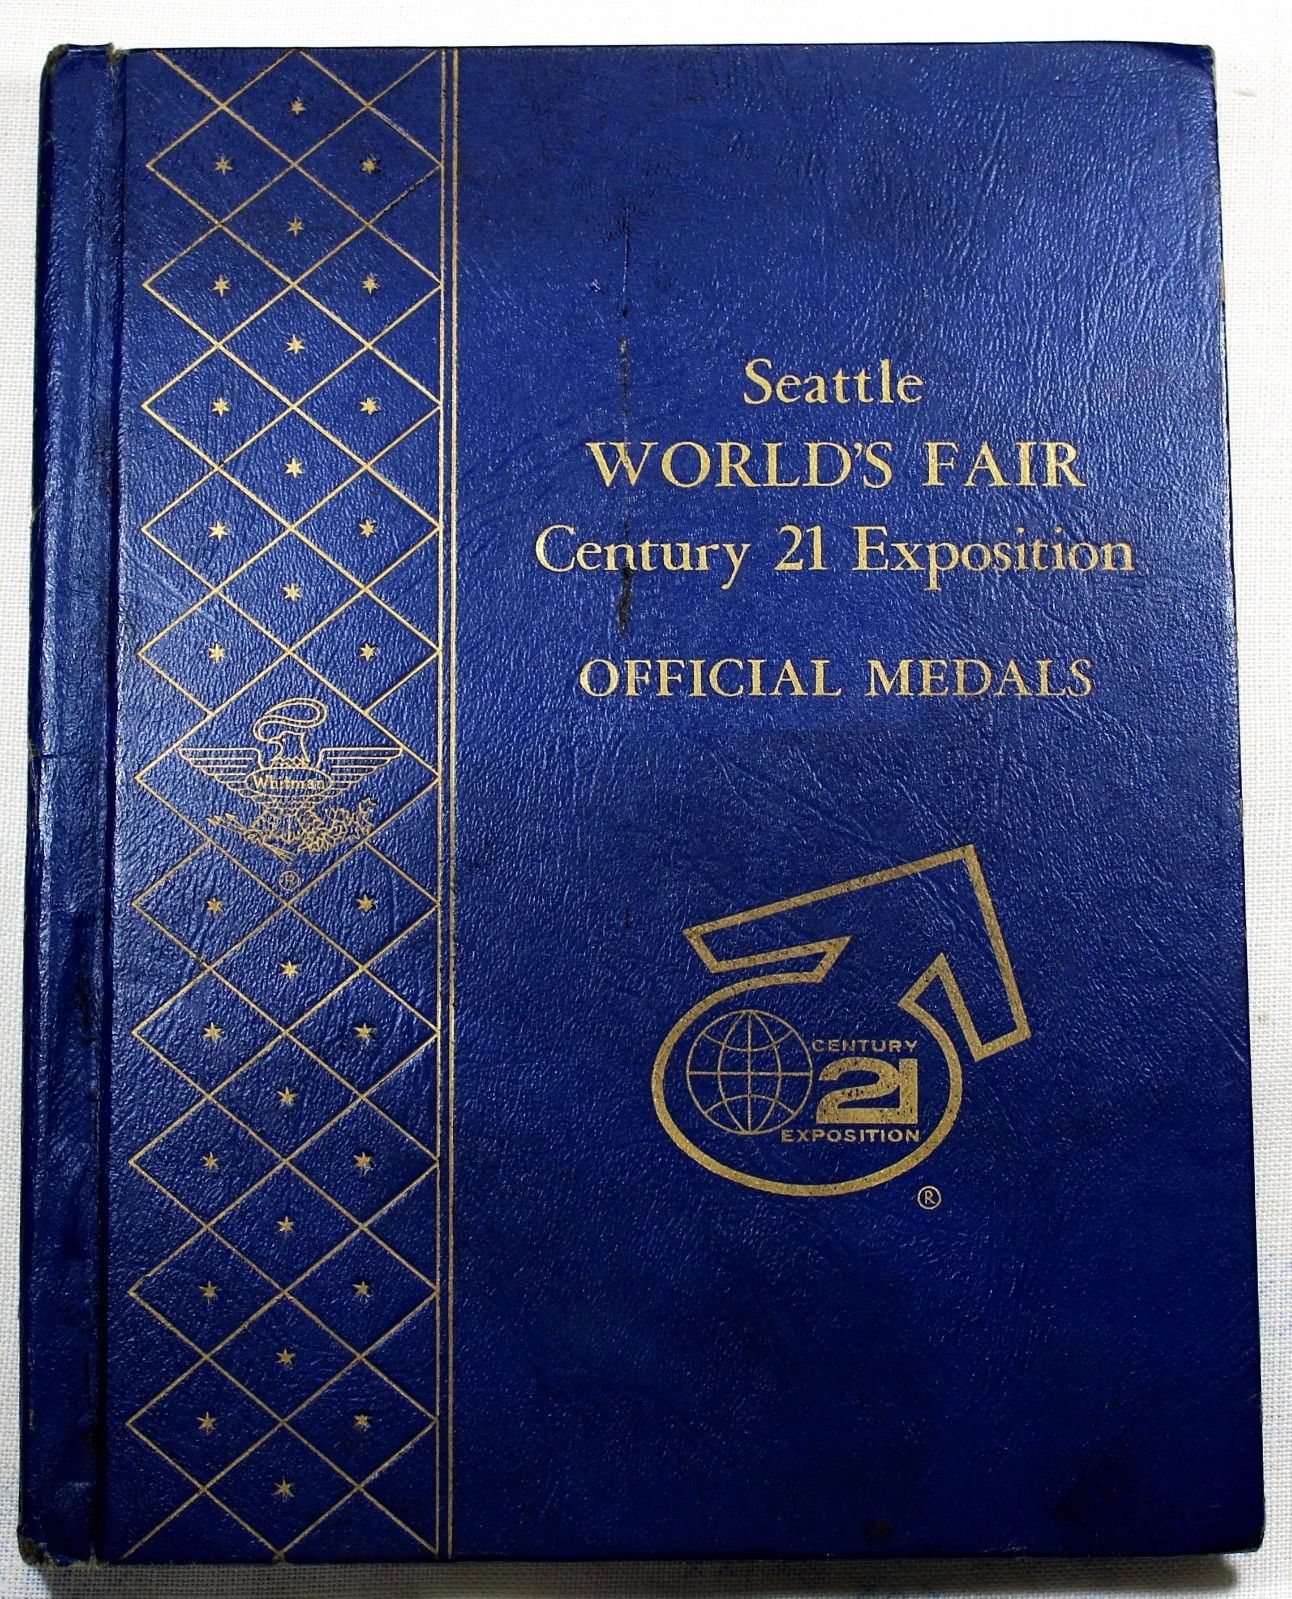 Seattle
WORLD'S FAIR
Century 21 Exposition
OFFICIAL MEDALS
Whitman
®
CENTURY
21
EXPOSITION
®